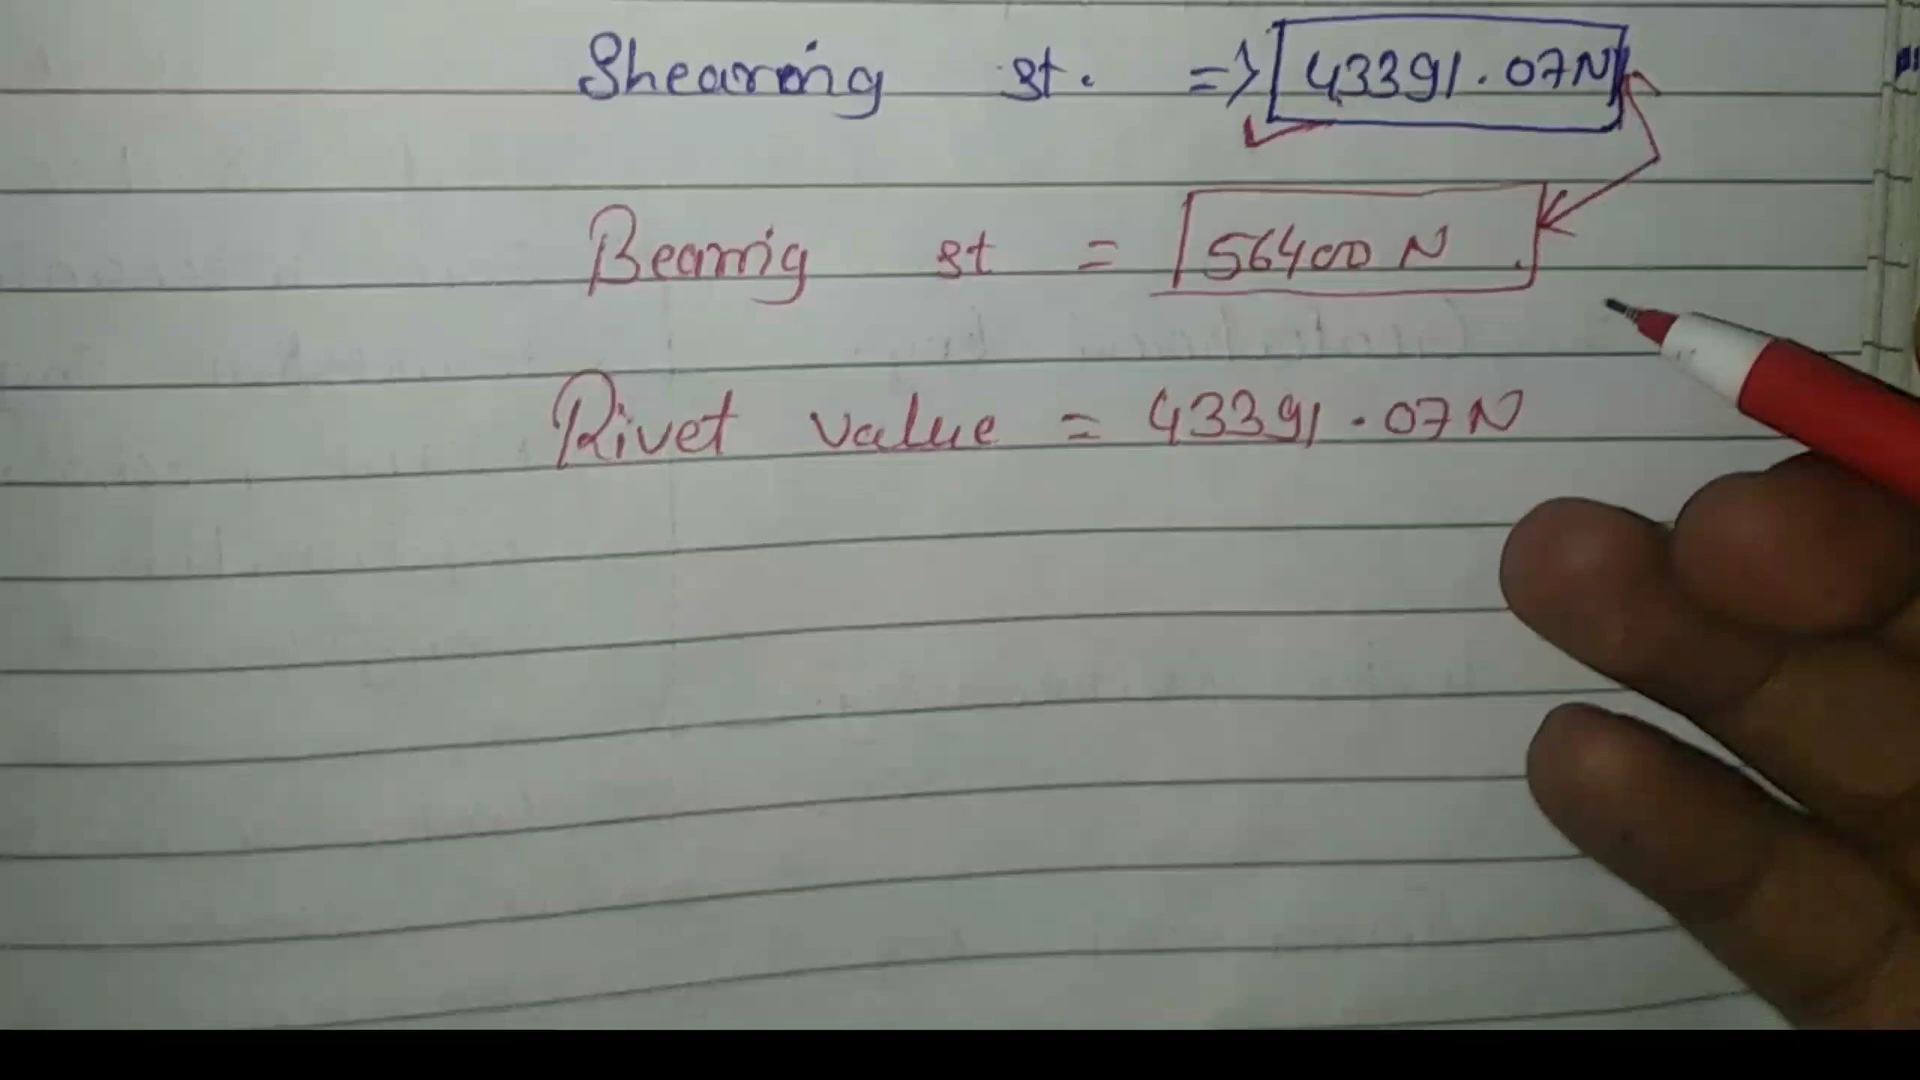 Shearing st. => 43391.07N
Bearing st = 56400 N
Rivet value = 43391.07N